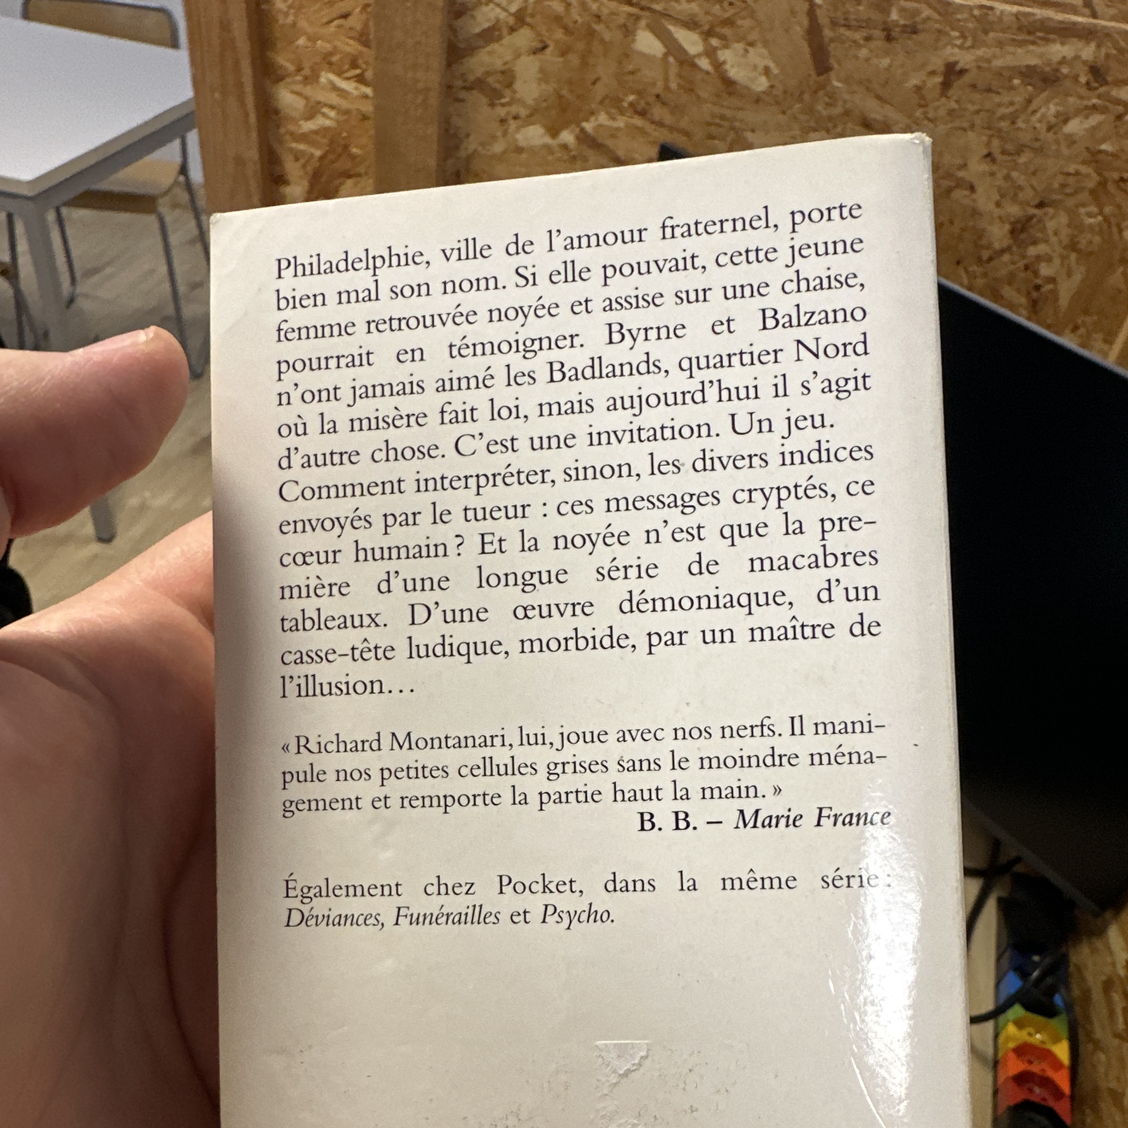 Philadelphie, ville de l'amour fraternel, porte
bien mal son nom. Si elle pouvait, cette jeune
femme retrouvée noyée et assise sur une chaise,
pourrait en témoigner. Byrne et Balzano
n'ont jamais aimé les Badlands, quartier Nord
où la misère fait loi, mais aujourd'hui il s'agit
d'autre chose. C'est une invitation. Un jeu.
Comment interpréter, sinon, les divers indices
envoyés par le tueur : ces messages cryptés, ce
cœur humain ? Et la noyée n'est que la pre-
mière d'une longue série de macabres
tableaux. D'une œuvre démoniaque, d'un
casse-tête ludique, morbide, par un maître de
l'illusion…
« Richard Montanari, lui, joue avec nos nerfs. Il mani-
pule nos petites cellules grises sans le moindre ména-
gement et remporte la partie haut la main. »
B. B. – Marie France
Également chez Pocket, dans la même série :
Déviances, Funérailles et Psycho.